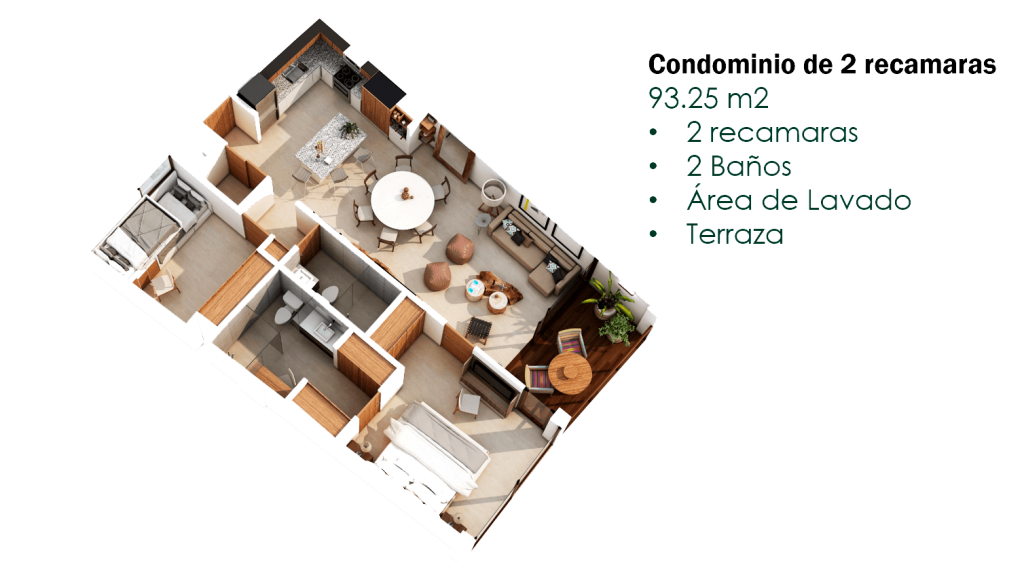 Condominio de 2 recamaras
93.25 m2
• 2 recamaras
• 2 Baños
• Área de Lavado
• Terraza